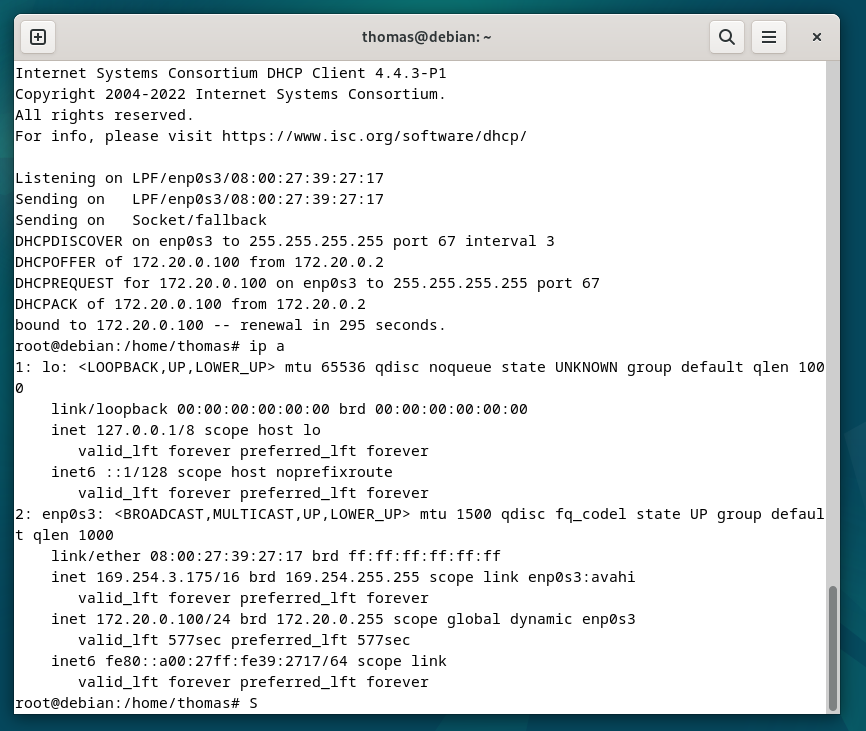 thomas@debian: ~
Internet Systems Consortium DHCP Client 4.4.3-P1
Copyright 2004-2022 Internet Systems Consortium.
All rights reserved.
For info, please visit https://www.isc.org/software/dhcp/

Listening on LPF/enp0s3/08:00:27:39:27:17
Sending on   LPF/enp0s3/08:00:27:39:27:17
Sending on   Socket/fallback
DHCPDISCOVER on enp0s3 to 255.255.255.255 port 67 interval 3
DHCPOFFER of 172.20.0.100 from 172.20.0.2
DHCPREQUEST for 172.20.0.100 on enp0s3 to 255.255.255.255 port 67
DHCPACK of 172.20.0.100 from 172.20.0.2
bound to 172.20.0.100 -- renewal in 295 seconds.
root@debian:/home/thomas# ip a
1: lo: <LOOPBACK,UP,LOWER_UP> mtu 65536 qdisc noqueue state UNKNOWN group default qlen 100
0
    link/loopback 00:00:00:00:00:00 brd 00:00:00:00:00:00
    inet 127.0.0.1/8 scope host lo
       valid_lft forever preferred_lft forever
    inet6 ::1/128 scope host noprefixroute
       valid_lft forever preferred_lft forever
2: enp0s3: <BROADCAST,MULTICAST,UP,LOWER_UP> mtu 1500 qdisc fq_codel state UP group defaul
t qlen 1000
    link/ether 08:00:27:39:27:17 brd ff:ff:ff:ff:ff:ff
    inet 169.254.3.175/16 brd 169.254.255.255 scope link enp0s3:avahi
       valid_lft forever preferred_lft forever
    inet 172.20.0.100/24 brd 172.20.0.255 scope global dynamic enp0s3
       valid_lft 577sec preferred_lft 577sec
    inet6 fe80::a00:27ff:fe39:2717/64 scope link
       valid_lft forever preferred_lft forever
root@debian:/home/thomas# S